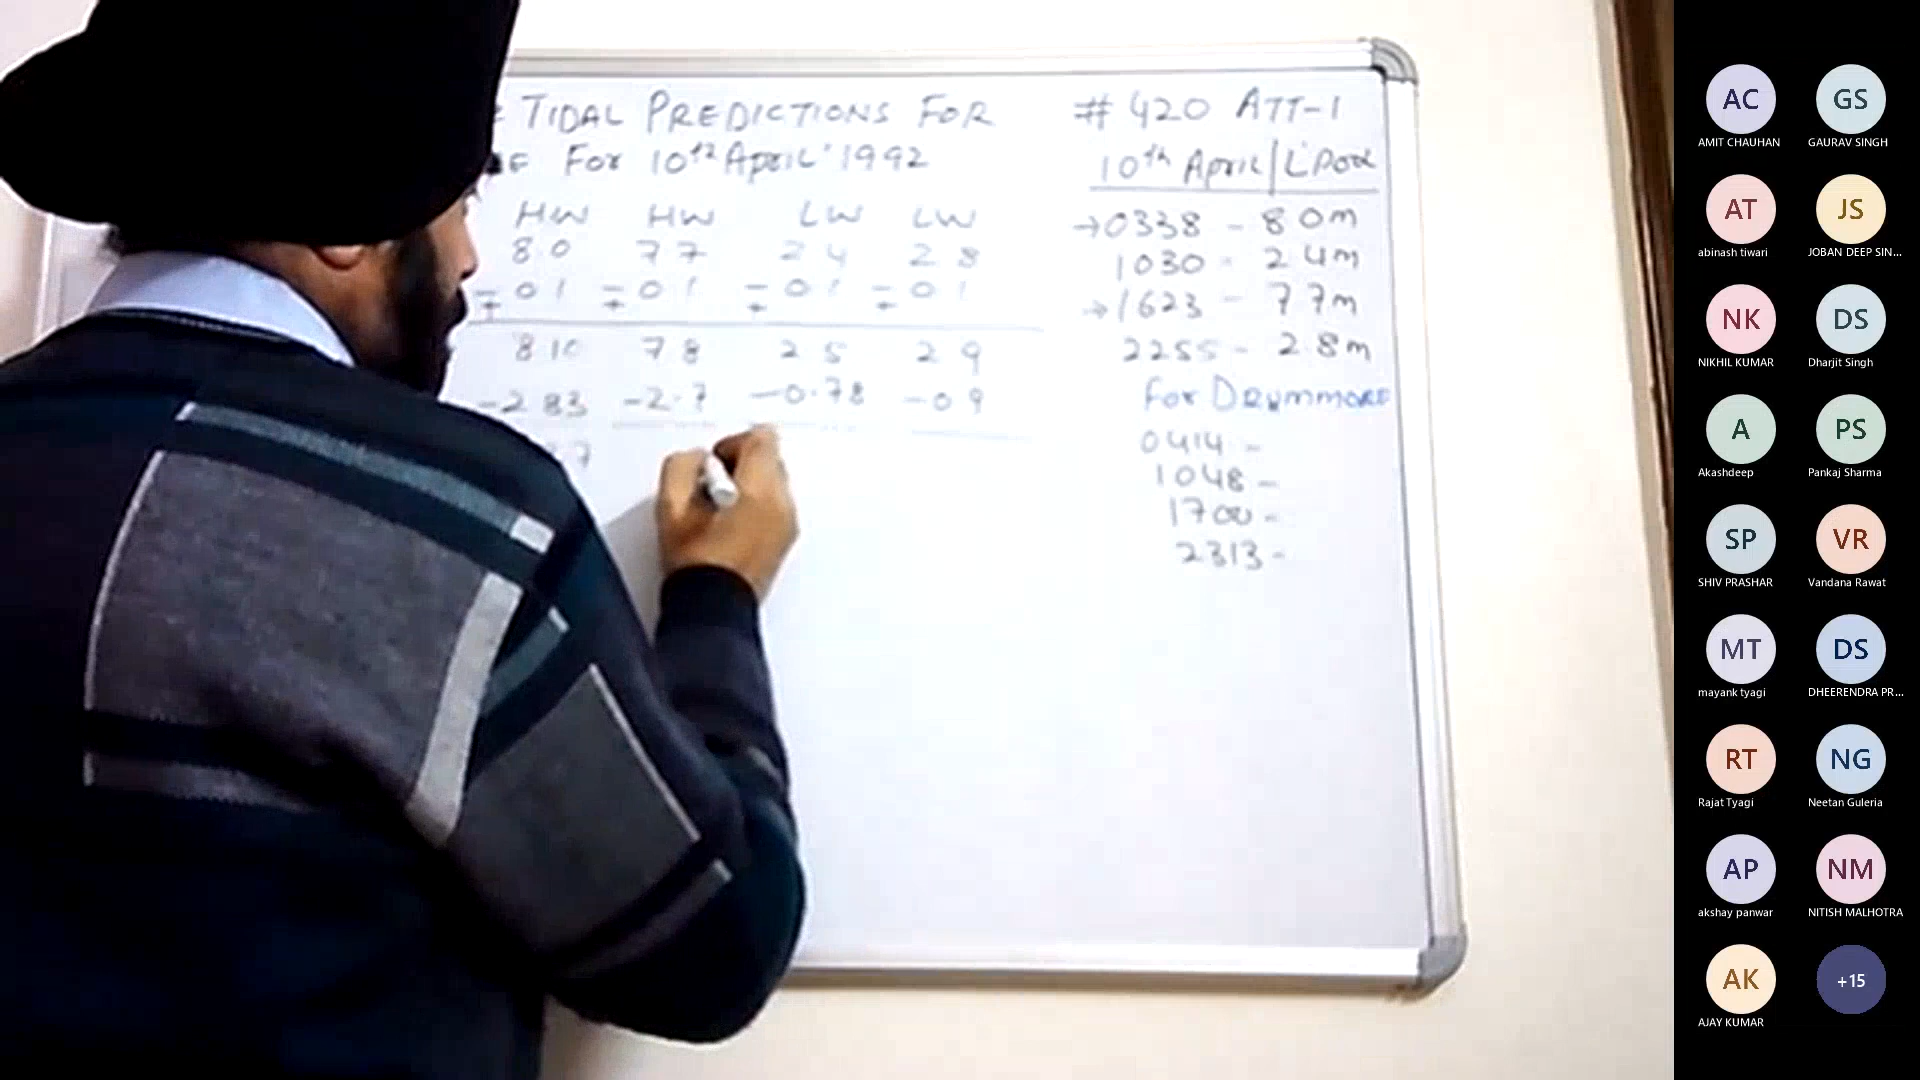 TIDAL PREDICTIONS FOR
For 10th April' 1992
HW HW LW LW
8.0 7.7 2.4 2.8
-0.1 -0.1 -0.1 -0.1
+ + + +
8.10 7.8 2.5 2.9
-2.83 -2.7 -0.78 -0.9
7
# 420 ATT-1
10th April/L'pool
→0338 - 8.0m
1030 - 2.4m
→1623 - 7.7m
2255 - 2.8m
For Drummore
0414 -
1048 -
1700 -
2313 -
AC GS
AMIT CHAUHAN GAURAV SINGH
AT JS
abinash tiwari JOBAN DEEP SIN...
NK DS
NIKHIL KUMAR Dharjit Singh
A PS
Akashdeep Pankaj Sharma
SP VR
SHIV PRASHAR Vandana Rawat
MT DS
mayank tyagi DHEERENDRA PR...
RT NG
Rajat Tyagi Neetan Guleria
AP NM
akshay panwar NITISH MALHOTRA
AK +15
AJAY KUMAR